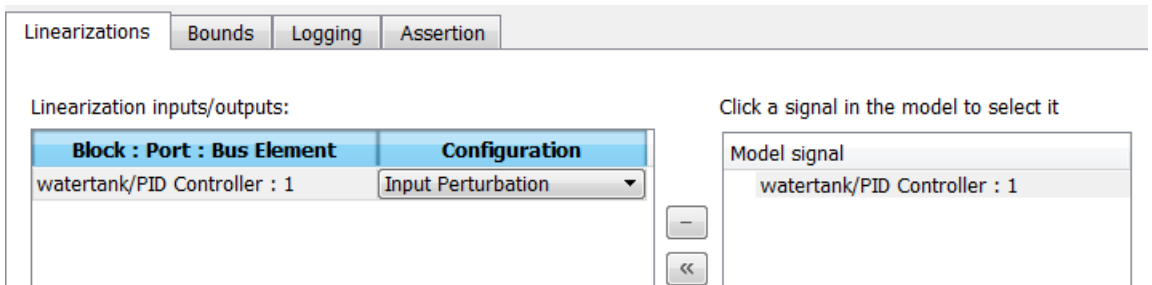 Linearizations Bounds Logging Assertion
Linearization inputs/outputs: Click a signal in the model to select it
Block : Port : Bus Element Configuration Model signal
watertank/PID Controller : 1 Input Perturbation watertank/PID Controller : 1
−
«